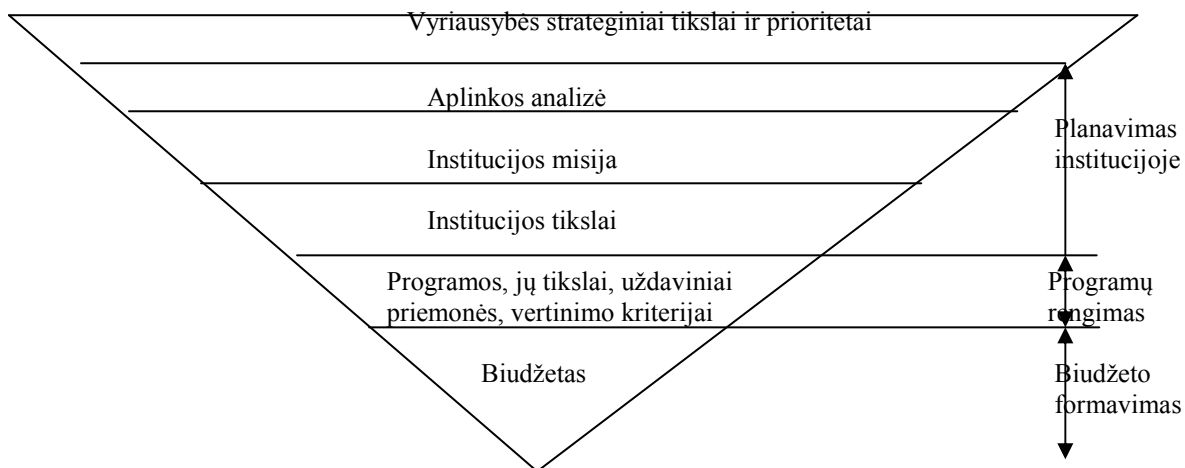 Vyriausybės strateginiai tikslai ir prioritetai
Aplinkos analizė
Institucijos misija
Institucijos tikslai
Programos, jų tikslai, uždaviniai
priemonės, vertinimo kriterijai
Biudžetas
Planavimas
institucijoje
Programų
rengimas
Biudžeto
formavimas